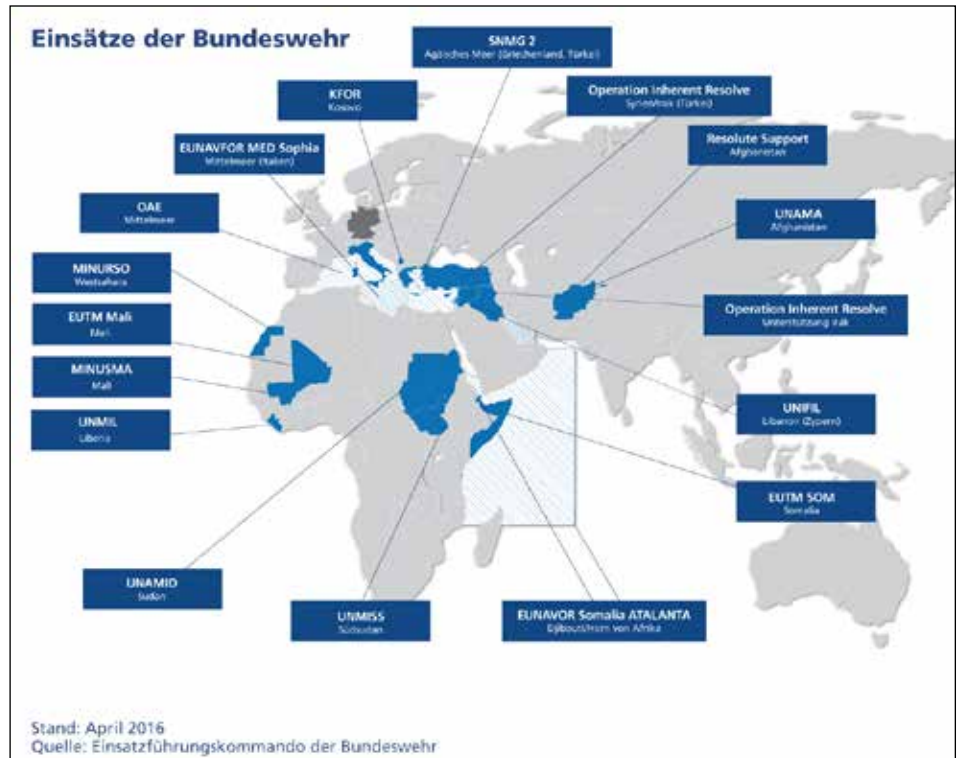 Einsätze der Bundeswehr
SNMG 2
Ägäisches Meer (Griechenland, Türkei)
KFOR
Kosovo
Operation Inherent Resolve
Syrien/Irak (Türkei)
EUNAVFOR MED Sophia
Mittelmeer (Italien)
Resolute Support
Afghanistan
OAE
Mittelmeer
UNAMA
Afghanistan
MINURSO
Westsahara
EUTM Mali
Mali
Operation Inherent Resolve
Unterstützung Irak
MINUSMA
Mali
UNMIL
Liberia
UNIFIL
Libanon (Zypern)
EUTM SOM
Somalia
UNAMID
Sudan
UNMISS
Südsudan
EUNAVOR Somalia ATALANTA
Djibouti/Horn von Afrika
Stand: April 2016
Quelle: Einsatzführungskommando der Bundeswehr